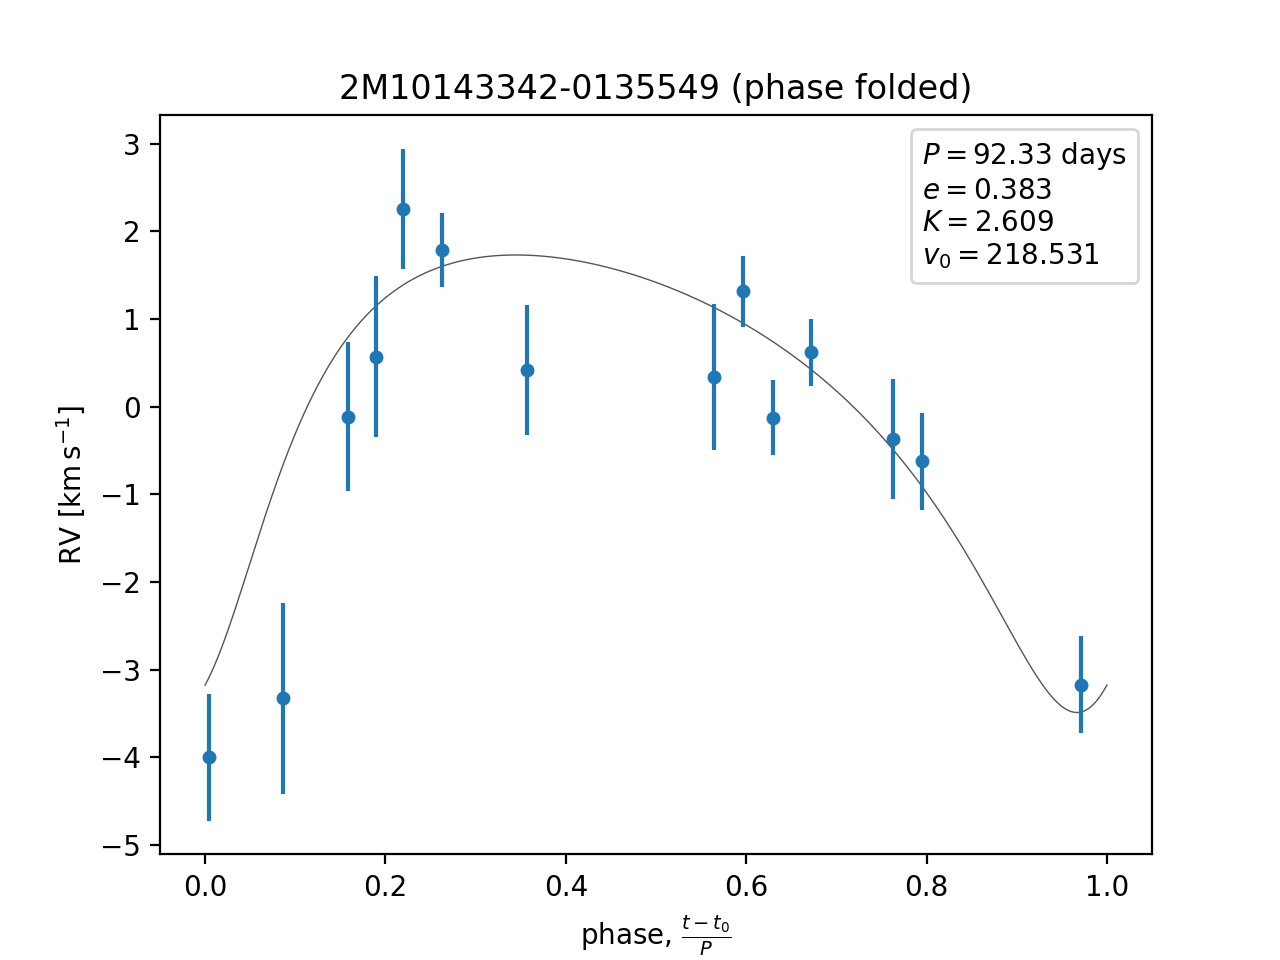 2M10143342-0135549 (phase folded)
P = 92.33 days
e = 0.383
K = 2.609
v₀ = 218.531
RV [km s⁻¹]
3
2
1
0
−1
−2
−3
−4
−5
0.0 0.2 0.4 0.6 0.8 1.0
phase, (t − t₀)/P